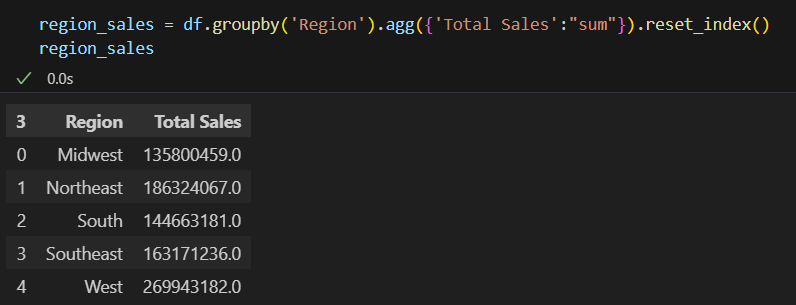 region_sales = df.groupby('Region').agg({'Total Sales':"sum"}).reset_index()
region_sales
0.0s
3 Region Total Sales
0 Midwest 135800459.0
1 Northeast 186324067.0
2 South 144663181.0
3 Southeast 163171236.0
4 West 269943182.0